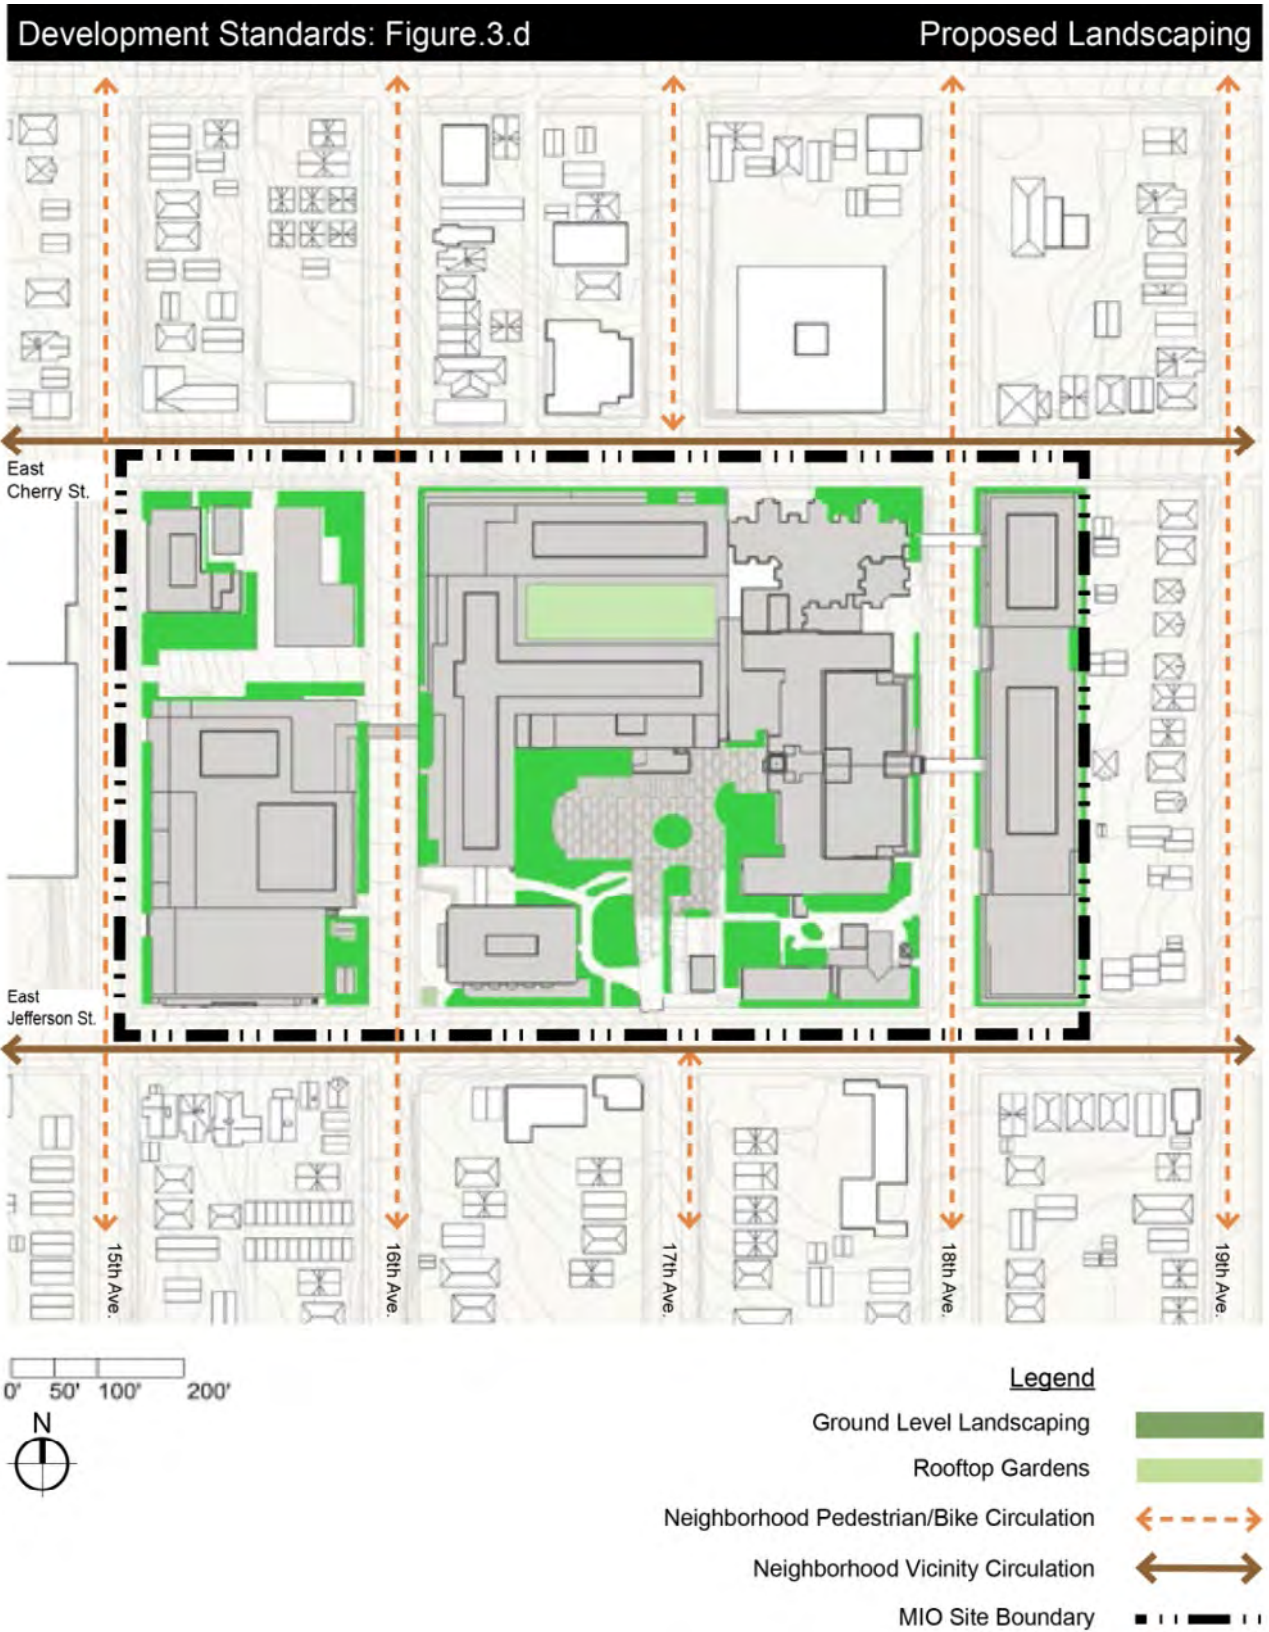 Development Standards: Figure.3.d
Proposed Landscaping
East
Cherry St.
East
Jefferson St.
15th Ave.
16th Ave.
17th Ave.
18th Ave.
19th Ave.
0' 50' 100' 200'
N
Legend
Ground Level Landscaping
Rooftop Gardens
Neighborhood Pedestrian/Bike Circulation
Neighborhood Vicinity Circulation
MIO Site Boundary